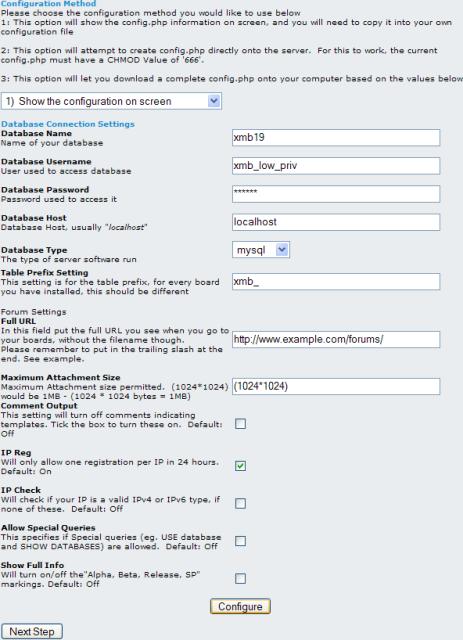 Configuration Method
Please choose the configuration method you would like to use below
1: This option will show the config.php information on screen, and you will need to copy it into your own
configuration file
2: This option will attempt to create config.php directly onto the server.  For this to work, the current
config.php must have a CHMOD Value of '666'.
3: This option will let you download a complete config.php onto your computer based on the values below
1) Show the configuration on screen
Database Connection Settings
Database Name
Name of your database
xmb19
Database Username
User used to access database
xmb_low_priv
Database Password
Password used to access it
******
Database Host
Database Host, usually "localhost"
localhost
Database Type
The type of server software run
mysql
Table Prefix Setting
This setting is for the table prefix, for every board
you have installed, this should be different
xmb_
Forum Settings
Full URL
In this field put the full URL you see when you go to
your boards, without the filename though.
Please remember to put in the trailing slash at the
end. See example.
http://www.example.com/forums/
Maximum Attachment Size
Maximum Attachment size permitted.  (1024*1024)
would be 1MB - (1024 * 1024 bytes = 1MB)
(1024*1024)
Comment Output
This setting will turn off comments indicating
templates. Tick the box to turn these on.  Default:
Off
IP Reg
Will only allow one registration per IP in 24 hours.
Default: On
IP Check
Will check if your IP is a valid IPv4 or IPv6 type, if
none of these.  Default: Off
Allow Special Queries
This specifies if Special queries (eg. USE database
and SHOW DATABASES) are allowed.  Default: Off
Show Full Info
Will turn on/off the"Alpha, Beta, Release, SP"
markings. Default: Off
Configure
Next Step